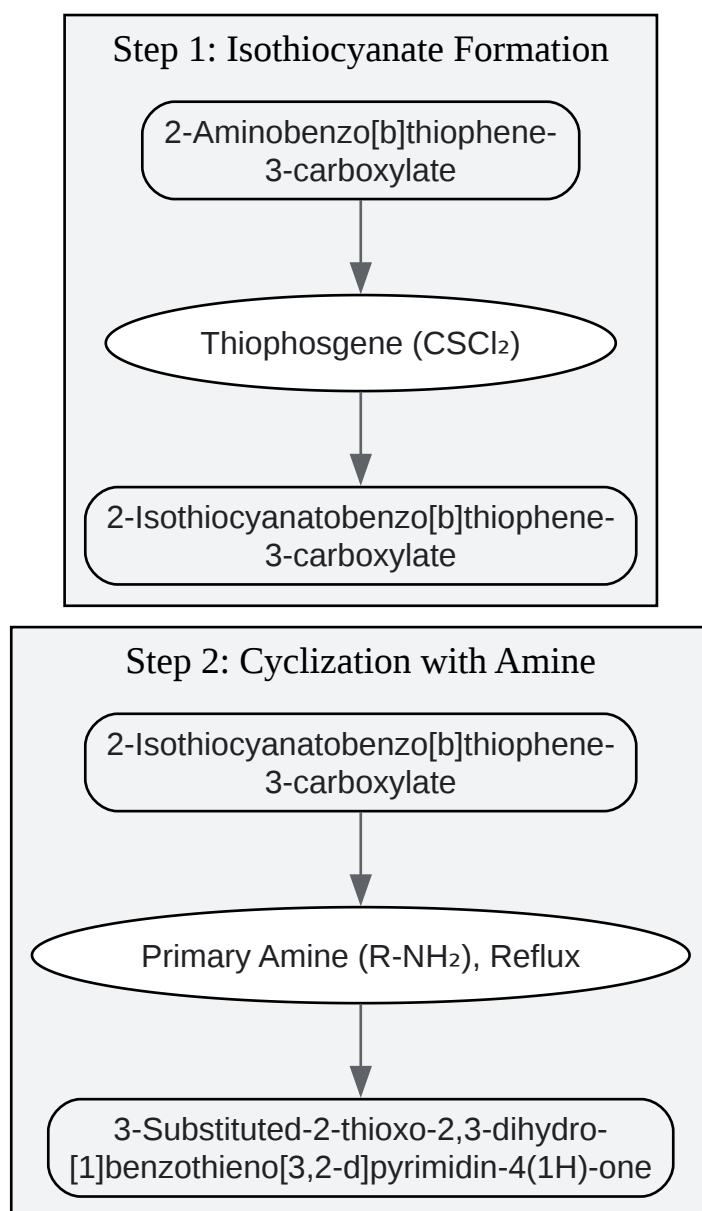 Step 1: Isothiocyanate Formation
2-Aminobenzo[b]thiophene-
3-carboxylate
Thiophosgene (CSCl₂)
2-Isothiocyanatobenzo[b]thiophene-
3-carboxylate
Step 2: Cyclization with Amine
2-Isothiocyanatobenzo[b]thiophene-
3-carboxylate
Primary Amine (R-NH₂), Reflux
3-Substituted-2-thioxo-2,3-dihydro-
[1]benzothieno[3,2-d]pyrimidin-4(1H)-one